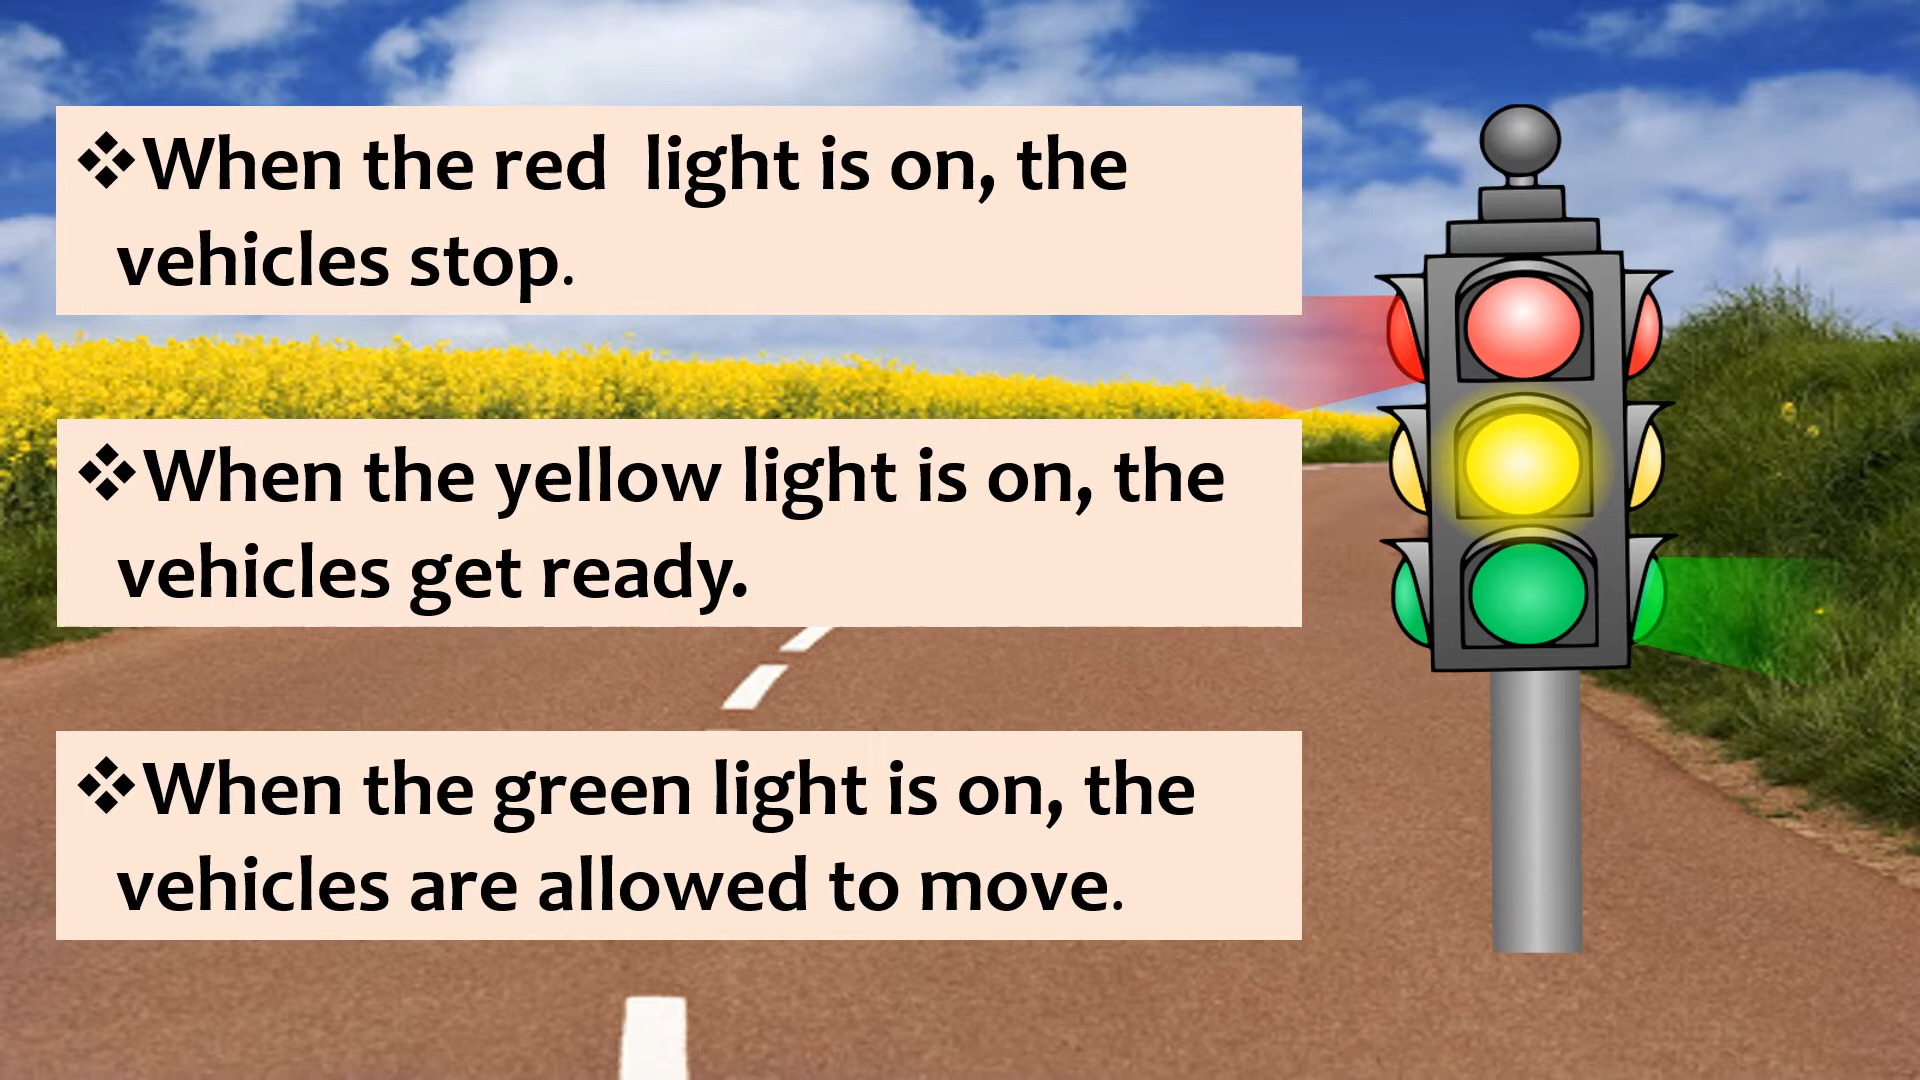 ❖When the red  light is on, the
vehicles stop.
❖When the yellow light is on, the
vehicles get ready.
❖When the green light is on, the
vehicles are allowed to move.